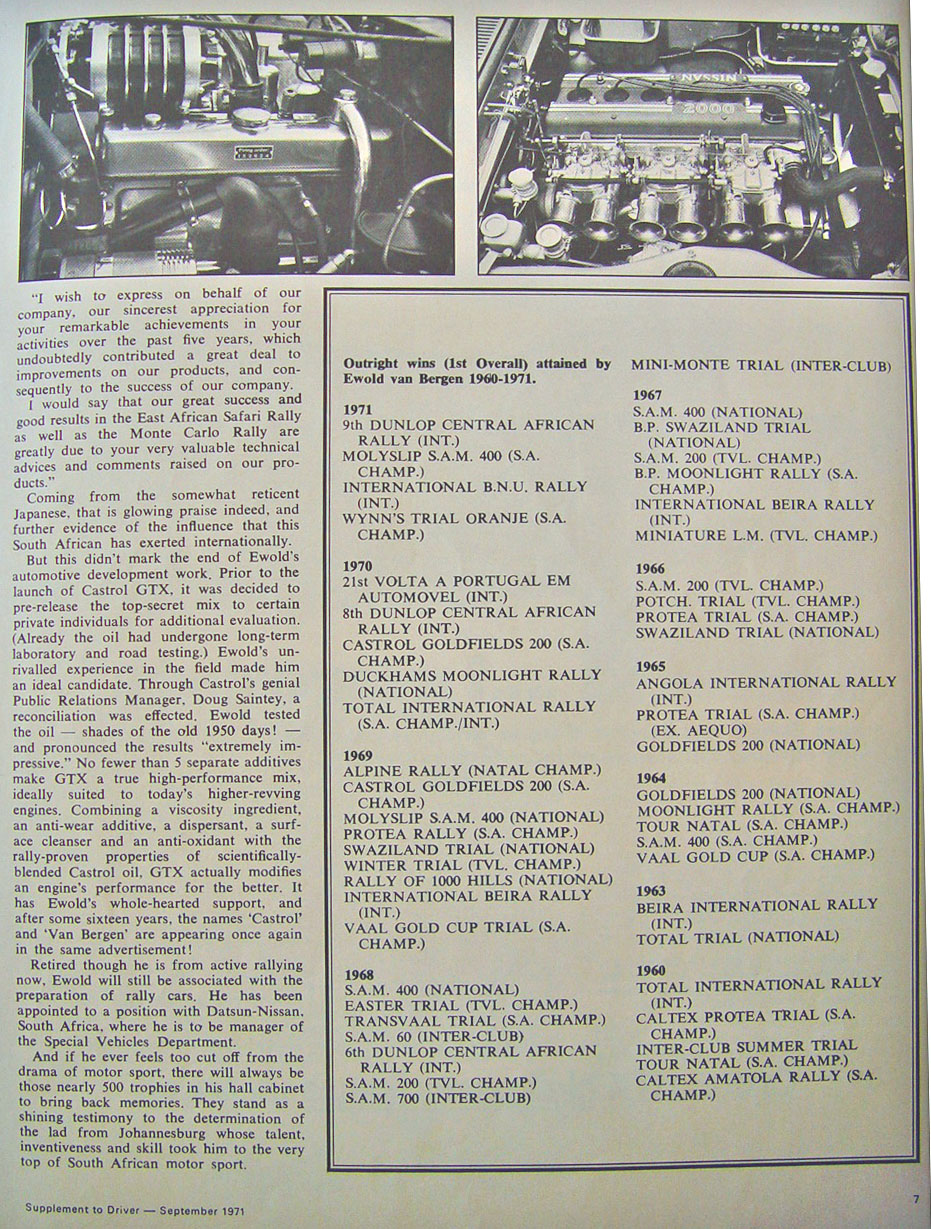 NISSAN
2000
"I wish to express on behalf of our
company, our sincerest appreciation for
your remarkable achievements in your
activities over the past five years, which
undoubtedly contributed a great deal to
improvements on our products, and con-
sequently to the success of our company.
I would say that our great success and
good results in the East African Safari Rally
as well as the Monte Carlo Rally are
greatly due to your very valuable technical
advices and comments raised on our pro-
ducts."
Coming from the somewhat reticent
Japanese, that is glowing praise indeed, and
further evidence of the influence that this
South African has exerted internationally.
But this didn't mark the end of Ewold's
automotive development work. Prior to the
launch of Castrol GTX, it was decided to
pre-release the top-secret mix to certain
private individuals for additional evaluation.
(Already the oil had undergone long-term
laboratory and road testing.) Ewold's un-
rivalled experience in the field made him
an ideal candidate. Through Castrol's genial
Public Relations Manager, Doug Saintey, a
reconciliation was effected. Ewold tested
the oil — shades of the old 1950 days! —
and pronounced the results "extremely im-
pressive." No fewer than 5 separate additives
make GTX a true high-performance mix,
ideally suited to today's higher-revving
engines. Combining a viscosity ingredient,
an anti-wear additive, a dispersant, a surf-
ace cleanser and an anti-oxidant with the
rally-proven properties of scientifically-
blended Castrol oil, GTX actually modifies
an engine's performance for the better. It
has Ewold's whole-hearted support, and
after some sixteen years, the names 'Castrol'
and 'Van Bergen' are appearing once again
in the same advertisement!
Retired though he is from active rallying
now, Ewold will still be associated with the
preparation of rally cars. He has been
appointed to a position with Datsun-Nissan,
South Africa, where he is to be manager of
the Special Vehicles Department.
And if he ever feels too cut off from the
drama of motor sport, there will always be
those nearly 500 trophies in his hall cabinet
to bring back memories. They stand as a
shining testimony to the determination of
the lad from Johannesburg whose talent,
inventiveness and skill took him to the very
top of South African motor sport.
Outright wins (1st Overall) attained by
Ewold van Bergen 1960-1971.
1971
9th DUNLOP CENTRAL AFRICAN
RALLY (INT.)
MOLYSLIP S.A.M. 400 (S.A.
CHAMP.)
INTERNATIONAL B.N.U. RALLY
(INT.)
WYNN'S TRIAL ORANJE (S.A.
CHAMP.)
1970
21st VOLTA A PORTUGAL EM
AUTOMOVEL (INT.)
8th DUNLOP CENTRAL AFRICAN
RALLY (INT.)
CASTROL GOLDFIELDS 200 (S.A.
CHAMP.)
DUCKHAMS MOONLIGHT RALLY
(NATIONAL)
TOTAL INTERNATIONAL RALLY
(S.A. CHAMP./INT.)
1969
ALPINE RALLY (NATAL CHAMP.)
CASTROL GOLDFIELDS 200 (S.A.
CHAMP.)
MOLYSLIP S.A.M. 400 (NATIONAL)
PROTEA RALLY (S.A. CHAMP.)
SWAZILAND TRIAL (NATIONAL)
WINTER TRIAL (TVL. CHAMP.)
RALLY OF 1000 HILLS (NATIONAL)
INTERNATIONAL BEIRA RALLY
(INT.)
VAAL GOLD CUP TRIAL (S.A.
CHAMP.)
1968
S.A.M. 400 (NATIONAL)
EASTER TRIAL (TVL. CHAMP.)
TRANSVAAL TRIAL (S.A. CHAMP.)
S.A.M. 60 (INTER-CLUB)
6th DUNLOP CENTRAL AFRICAN
RALLY (INT.)
S.A.M. 200 (TVL. CHAMP.)
S.A.M. 700 (INTER-CLUB)
MINI-MONTE TRIAL (INTER-CLUB)
1967
S.A.M. 400 (NATIONAL)
B.P. SWAZILAND TRIAL
(NATIONAL)
S.A.M. 200 (TVL. CHAMP.)
B.P. MOONLIGHT RALLY (S.A.
CHAMP.)
INTERNATIONAL BEIRA RALLY
(INT.)
MINIATURE L.M. (TVL. CHAMP.)
1966
S.A.M. 200 (TVL. CHAMP.)
POTCH. TRIAL (TVL. CHAMP.)
PROTEA TRIAL (S.A. CHAMP.)
SWAZILAND TRIAL (NATIONAL)
1965
ANGOLA INTERNATIONAL RALLY
(INT.)
PROTEA TRIAL (S.A. CHAMP.)
(EX. AEQUO)
GOLDFIELDS 200 (NATIONAL)
1964
GOLDFIELDS 200 (NATIONAL)
MOONLIGHT RALLY (S.A. CHAMP.)
TOUR NATAL (S.A. CHAMP.)
S.A.M. 400 (S.A. CHAMP.)
VAAL GOLD CUP (S.A. CHAMP.)
1963
BEIRA INTERNATIONAL RALLY
(INT.)
TOTAL TRIAL (NATIONAL)
1960
TOTAL INTERNATIONAL RALLY
(INT.)
CALTEX PROTEA TRIAL (S.A.
CHAMP.)
INTER-CLUB SUMMER TRIAL
TOUR NATAL (S.A. CHAMP.)
CALTEX AMATOLA RALLY (S.A.
CHAMP.)
Supplement to Driver — September 1971
7